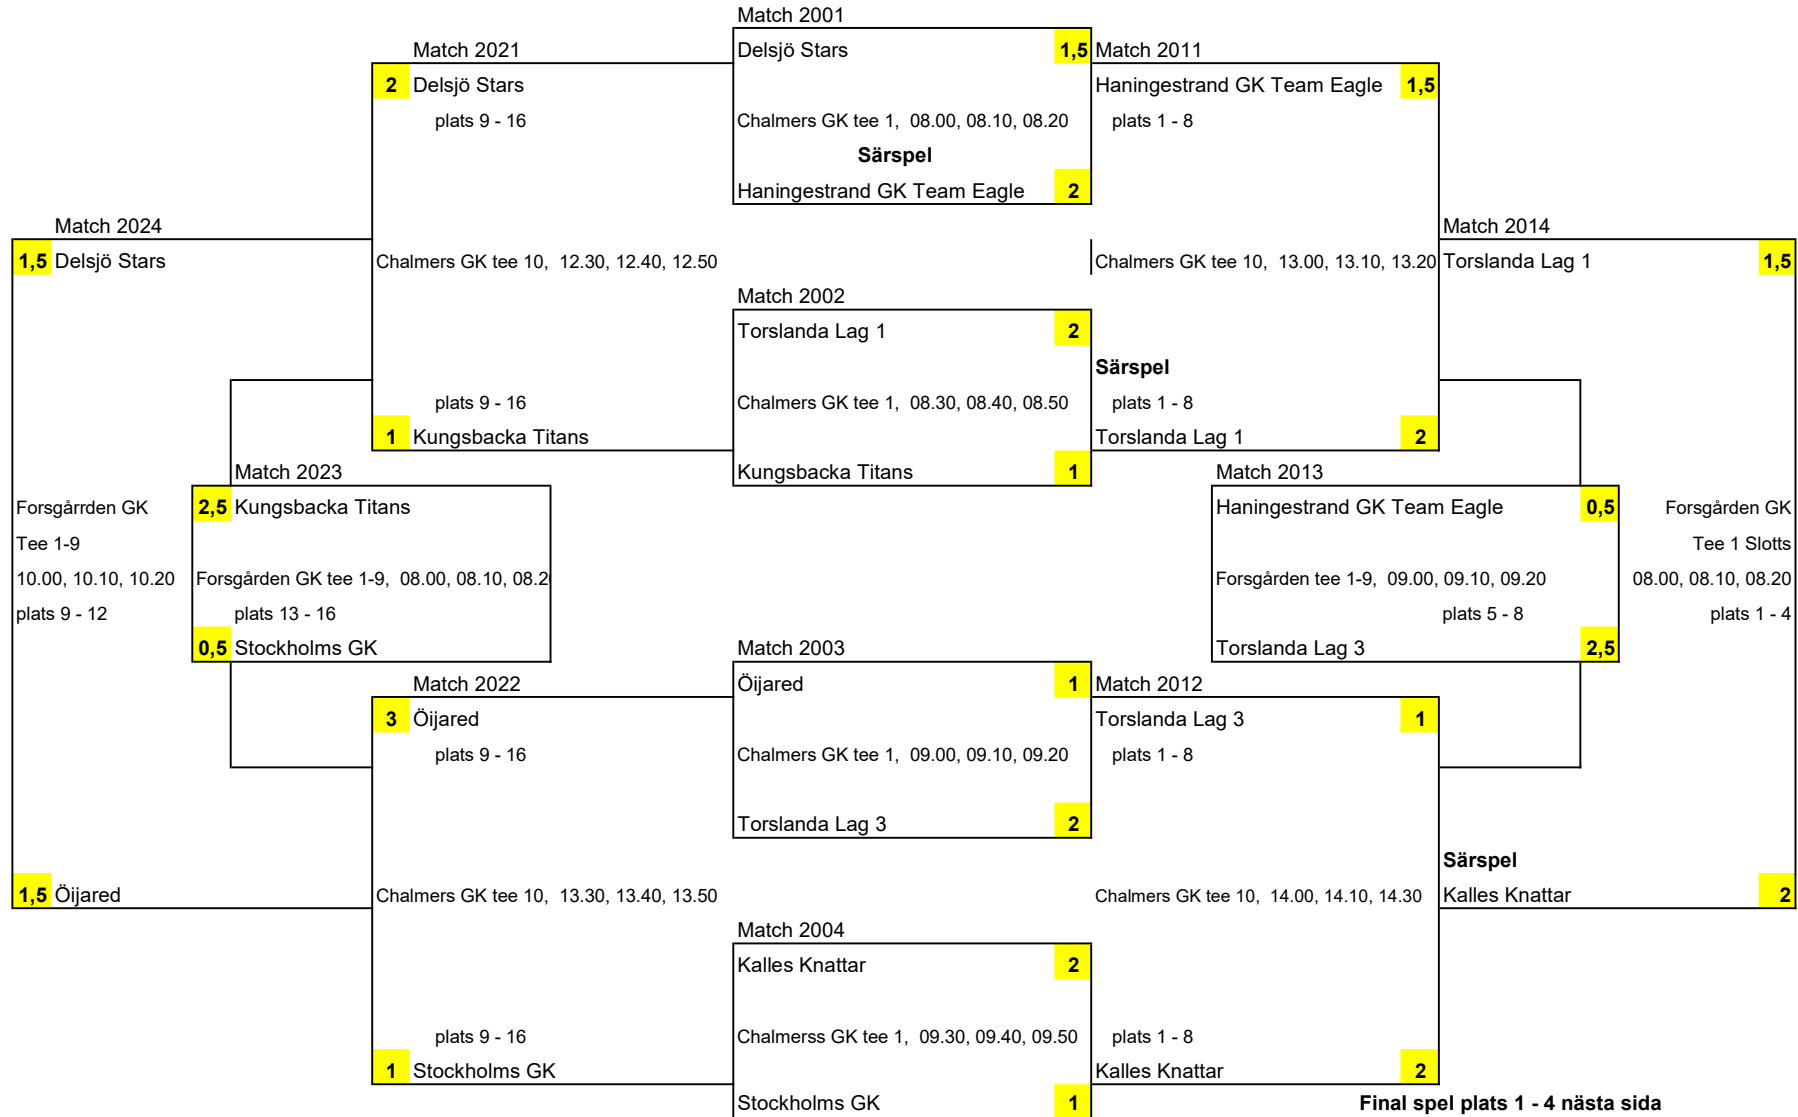 Match 2001
Match 2021
Delsjö Stars 1,5
Match 2011
2 Delsjö Stars
Haningestrand GK Team Eagle 1,5
plats 9 - 16
Chalmers GK tee 1, 08.00, 08.10, 08.20
plats 1 - 8
Särspel
Haningestrand GK Team Eagle 2
Match 2024
Match 2014
1,5 Delsjö Stars
Chalmers GK tee 10, 12.30, 12.40, 12.50
Chalmers GK tee 10, 13.00, 13.10, 13.20
Torslanda Lag 1 1,5
Match 2002
Torslanda Lag 1 2
Särspel
plats 9 - 16
Chalmers GK tee 1, 08.30, 08.40, 08.50
plats 1 - 8
1 Kungsbacka Titans
Torslanda Lag 1 2
Match 2023
Kungsbacka Titans 1
Match 2013
Forsgårrden GK
2,5 Kungsbacka Titans
Haningestrand GK Team Eagle 0,5
Forsgården GK
Tee 1-9
Tee 1 Slotts
10.00, 10.10, 10.20
Forsgården GK tee 1-9, 08.00, 08.10, 08.2
Forsgården tee 1-9, 09.00, 09.10, 09.20
08.00, 08.10, 08.20
plats 9 - 12
plats 13 - 16
plats 5 - 8
plats 1 - 4
0,5 Stockholms GK
Match 2003
Torslanda Lag 3 2,5
Match 2022
Öijared 1
Match 2012
3 Öijared
Torslanda Lag 3 1
plats 9 - 16
Chalmers GK tee 1, 09.00, 09.10, 09.20
plats 1 - 8
Torslanda Lag 3 2
Särspel
1,5 Öijared
Chalmers GK tee 10, 13.30, 13.40, 13.50
Chalmers GK tee 10, 14.00, 14.10, 14.30
Kalles Knattar 2
Match 2004
Kalles Knattar 2
plats 9 - 16
Chalmerss GK tee 1, 09.30, 09.40, 09.50
plats 1 - 8
1 Stockholms GK
Kalles Knattar 2
Stockholms GK 1
Final spel plats 1 - 4 nästa sida